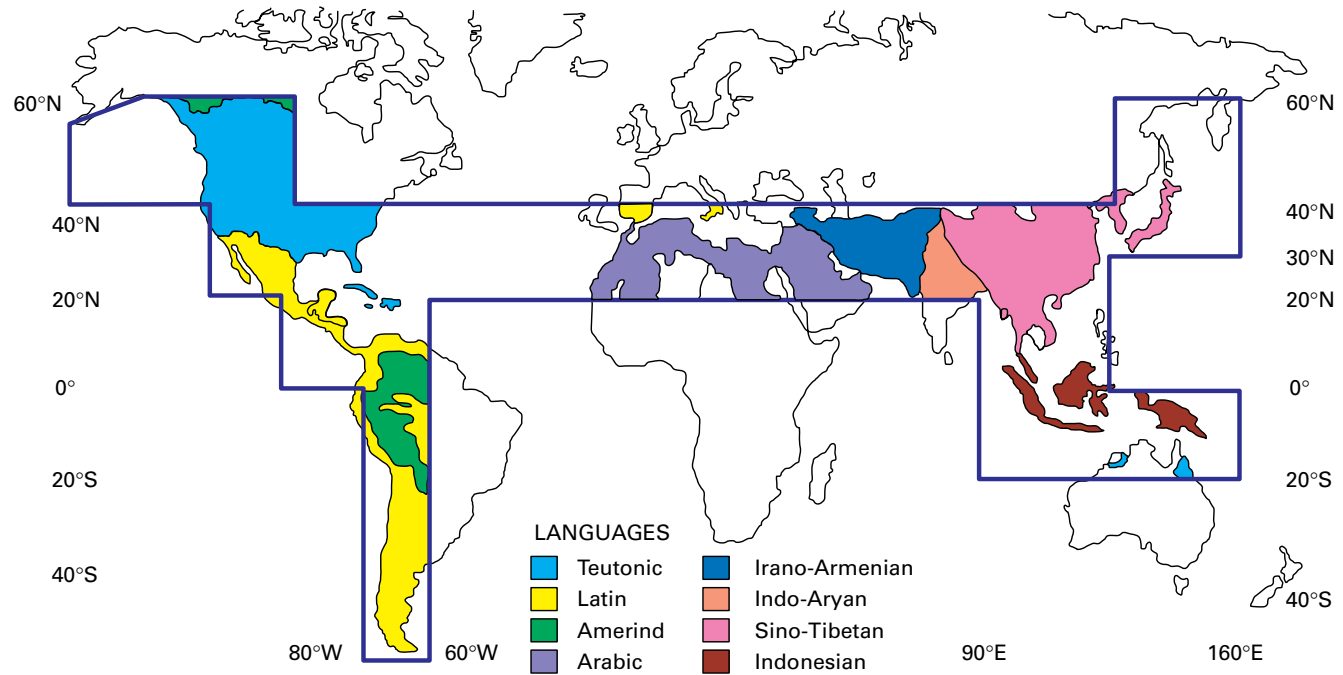 60°N 60°N
40°N 40°N
30°N
20°N 20°N
0° 0°
20°S 20°S
40°S 40°S
80°W 60°W 90°E 160°E
LANGUAGES
Teutonic
Latin
Amerind
Arabic
Irano-Armenian
Indo-Aryan
Sino-Tibetan
Indonesian